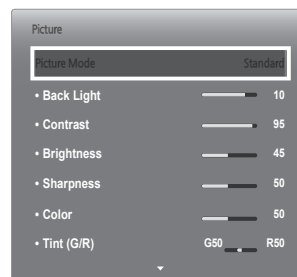 Picture
Picture Mode Standard
• Back Light 10
• Contrast 95
• Brightness 45
• Sharpness 50
• Color 50
• Tint (G/R) G50 R50